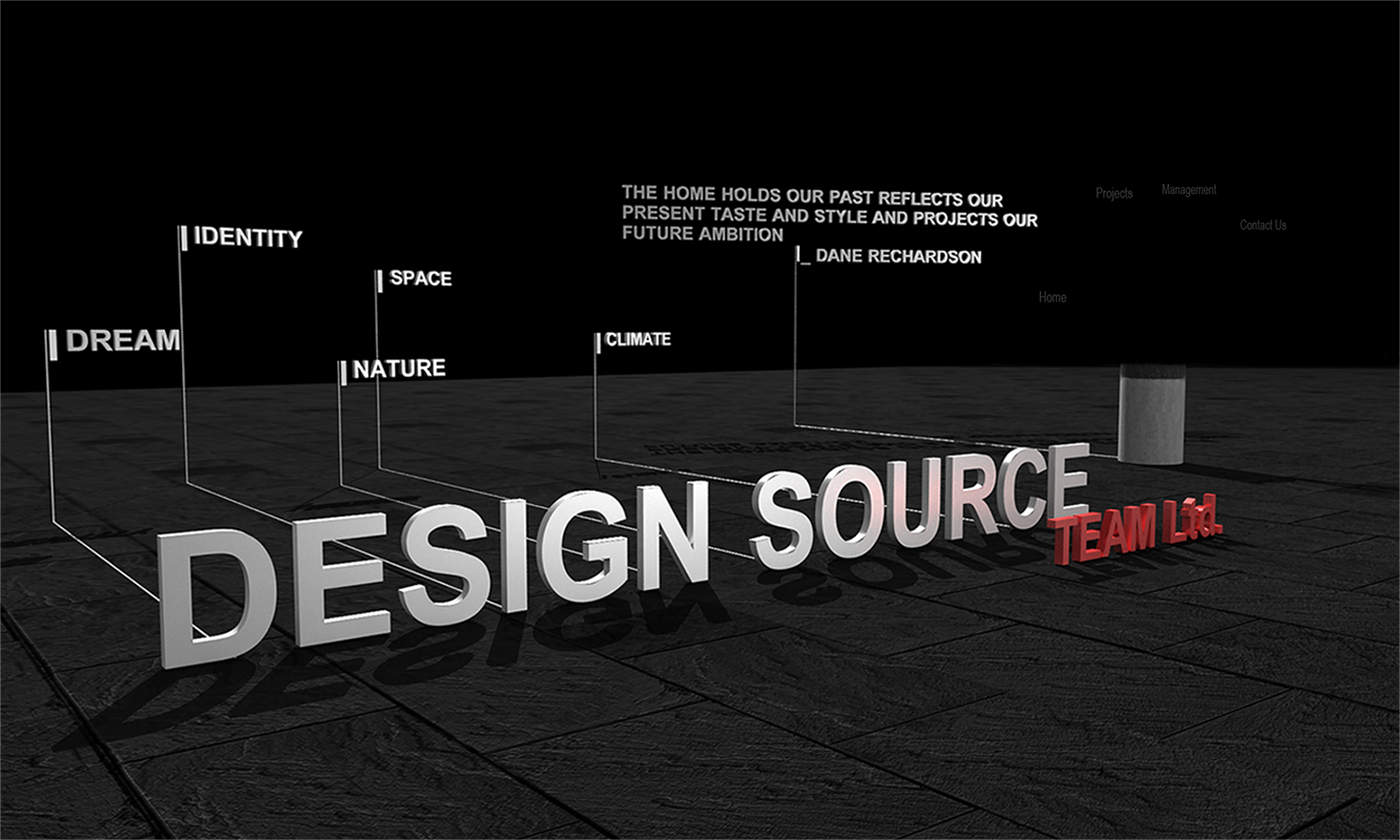 THE HOME HOLDS OUR PAST REFLECTS OUR
PRESENT TASTE AND STYLE AND PROJECTS OUR
FUTURE AMBITION
|_ DANE RECHARDSON
Projects
Management
Contact Us
Home
IDENTITY
SPACE
DREAM
NATURE
CLIMATE
DESIGN SOURCE
TEAM Ltd.